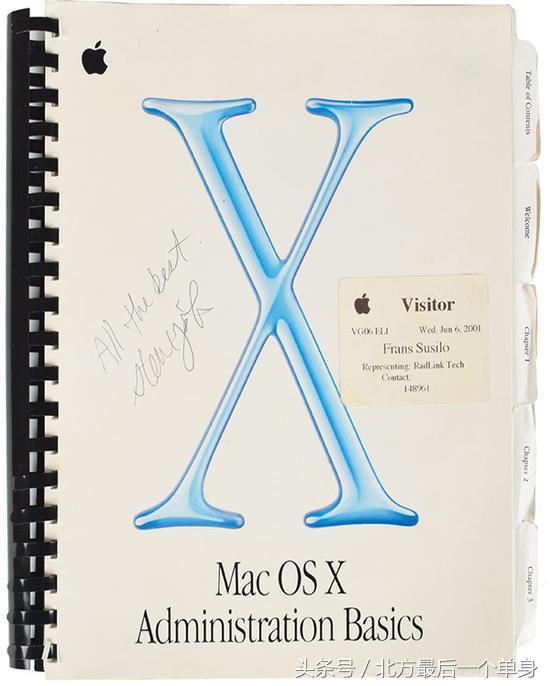 X
All the best
Visitor
VG06 ELI Wed, Jun 6, 2001
Frans Susilo
Representing: RadLink Tech
Contact:
148961
Mac OS X
Administration Basics
Table of Contents
Welcome
Chapter 1
Chapter 2
Chapter 3
头条号 / 北方最后一个单身